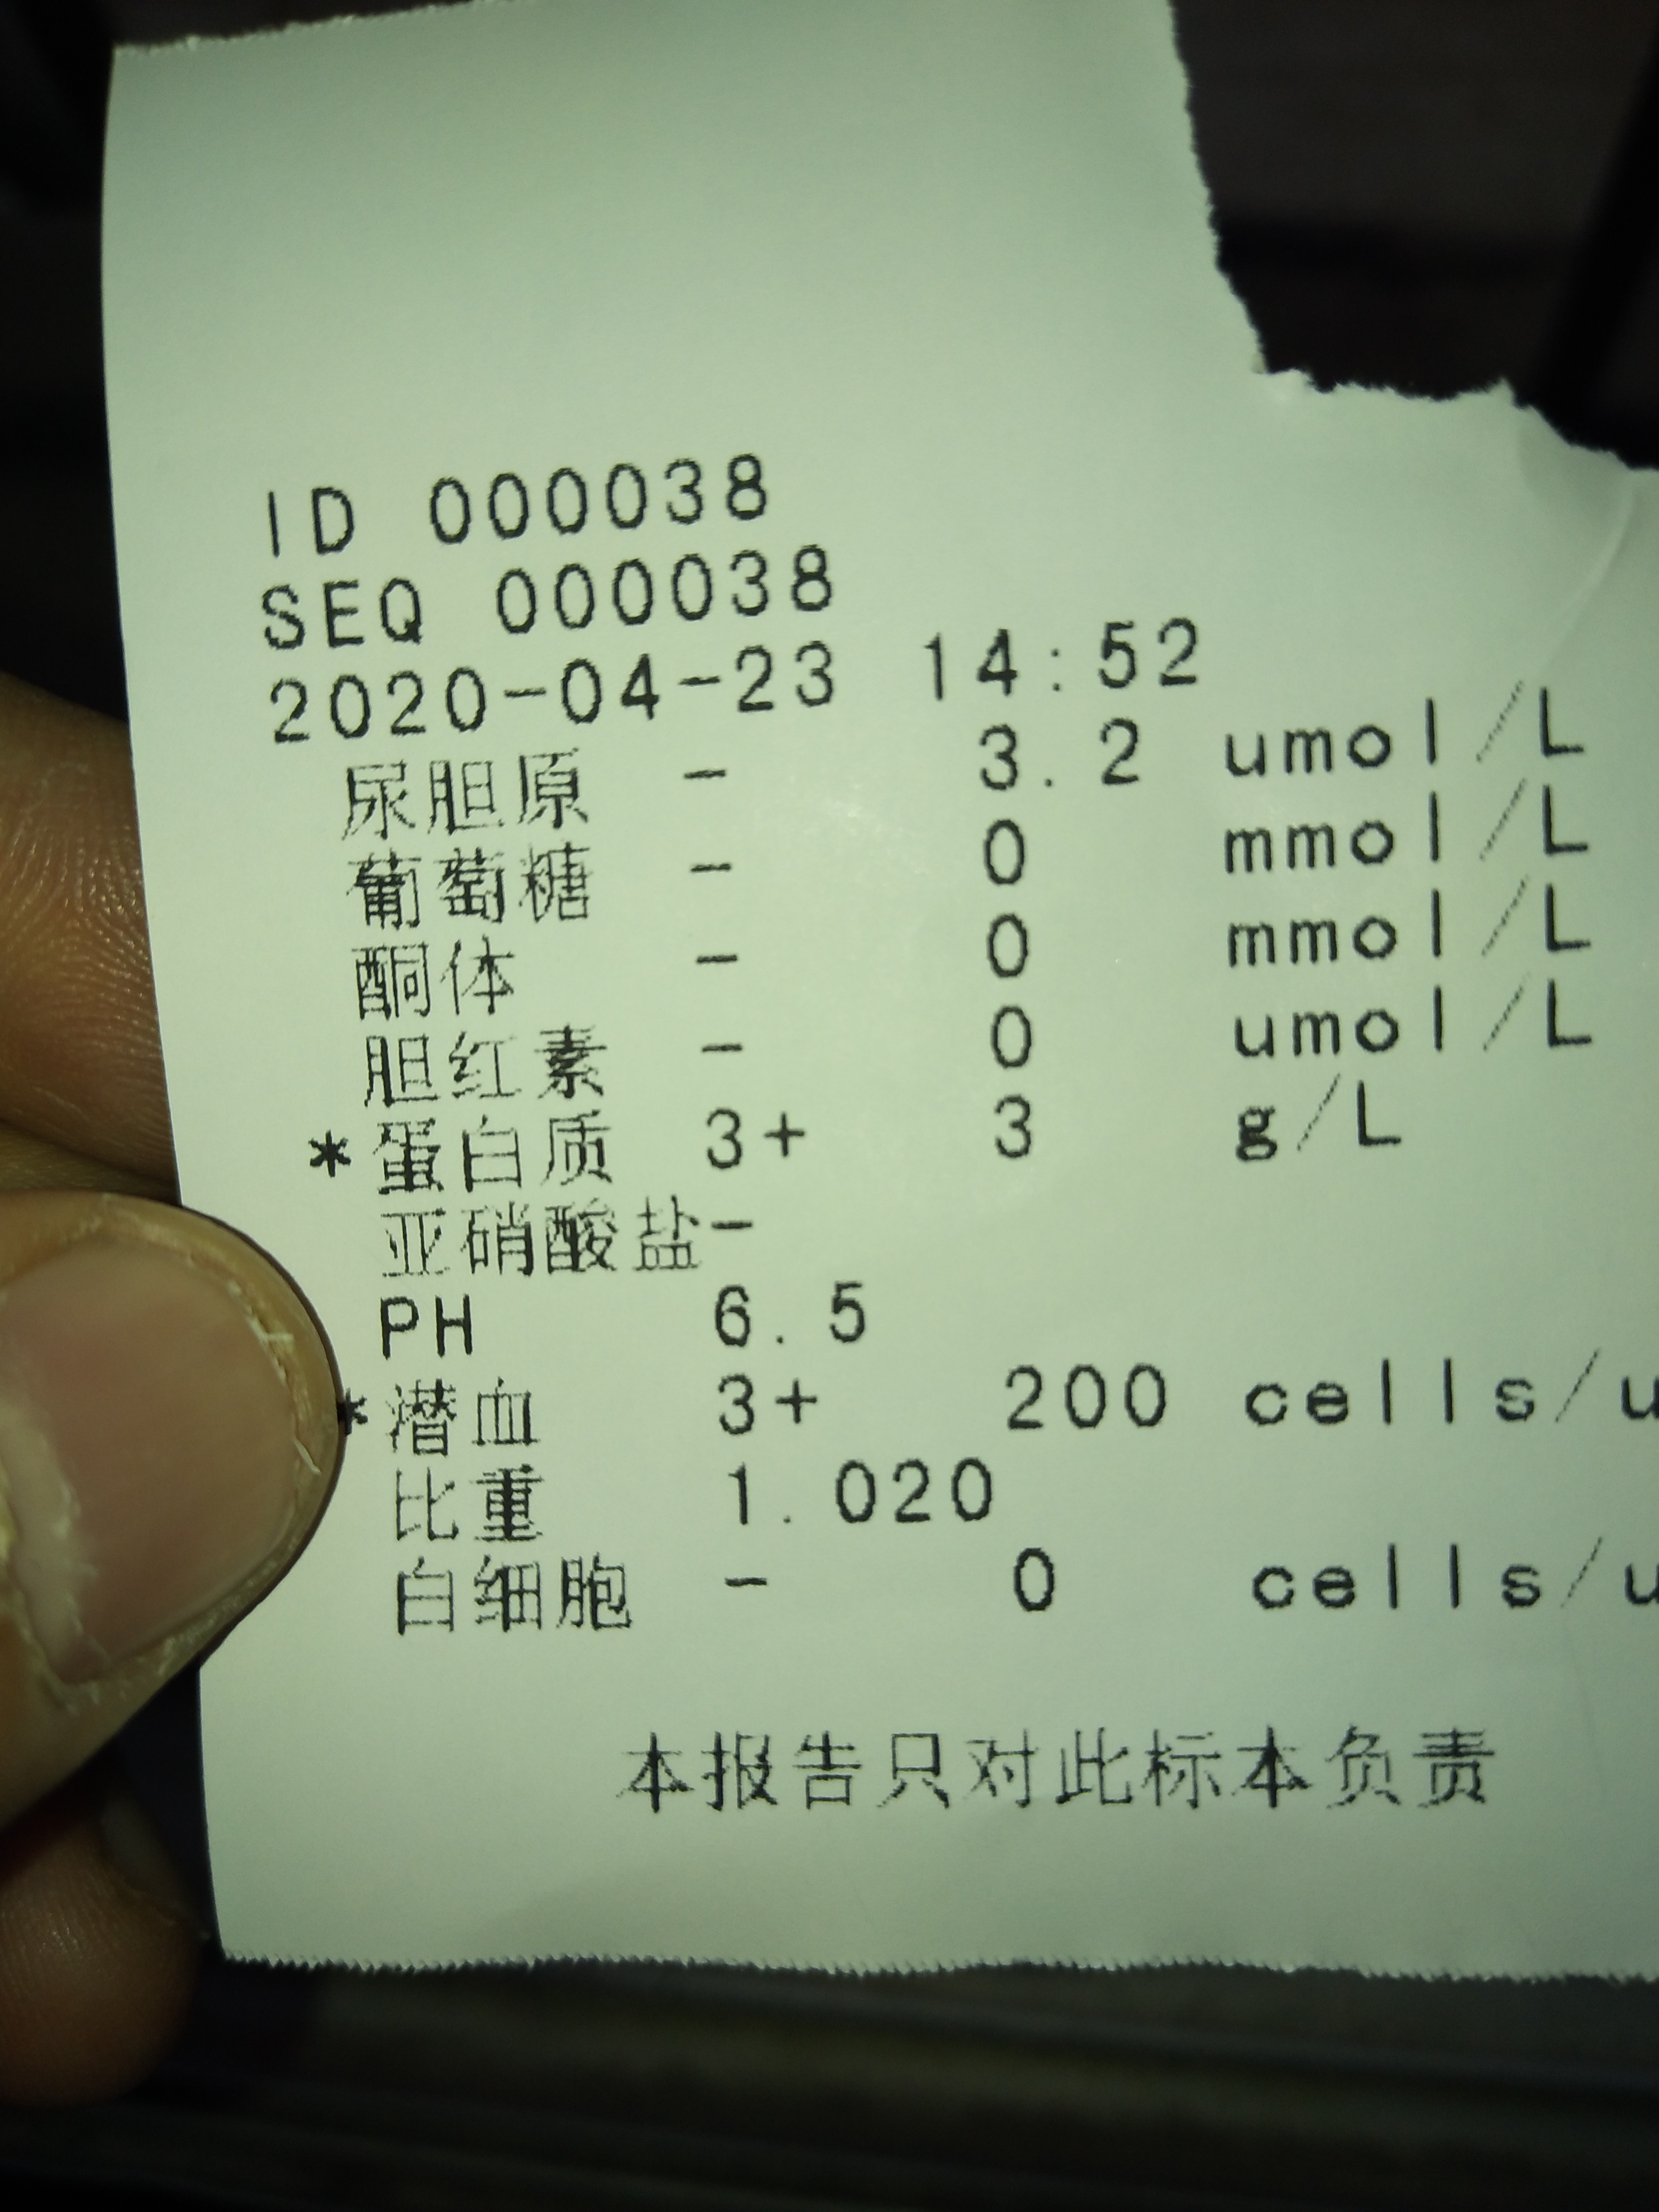 ID 000038
SEQ 000038
2020-04-23 14:52
尿胆原 - 3.2 umol/L
葡萄糖 - 0 mmol/L
酮体 - 0 mmol/L
胆红素 - 0 umol/L
*蛋白质 3+ 3 g/L
亚硝酸盐-
PH 6.5
*潜血 3+ 200 cells/u
比重 1.020
白细胞 - 0 cells/u
本报告只对此标本负责